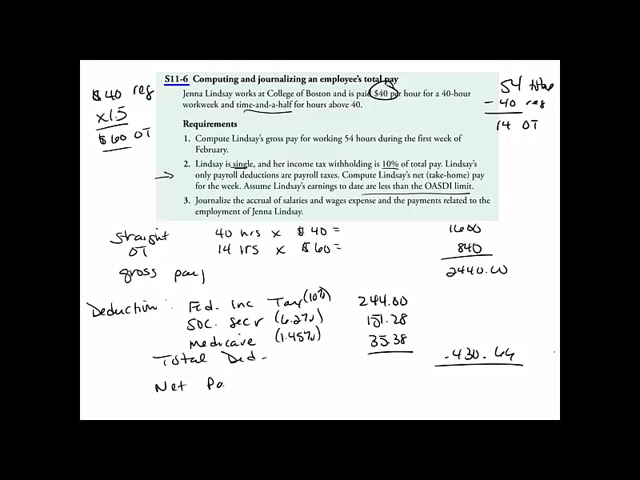 S11-6 Computing and journalizing an employee's total pay
Jenna Lindsay works at College of Boston and is paid $40 per hour for a 40-hour
workweek and time-and-a-half for hours above 40.
Requirements
1. Compute Lindsay's gross pay for working 54 hours during the first week of
February.
2. Lindsay is single, and her income tax withholding is 10% of total pay. Lindsay's
only payroll deductions are payroll taxes. Compute Lindsay's net (take-home) pay
for the week. Assume Lindsay's earnings to date are less than the OASDI limit.
3. Journalize the accrual of salaries and wages expense and the payments related to the
employment of Jenna Lindsay.
$40 reg
x1.5
$60 OT
54 
- 40 reg
14 OT
straight 40 hrs x $40= 1600
OT 14 hrs x $60= 840
gross pay 2440.00
Deduction: Fed. Inc Tax (10%) 244.00
Soc. Secr (6.2%) 151.28
Medicare (1.45%) 35.38
Total Ded. -430.66
Net Pa